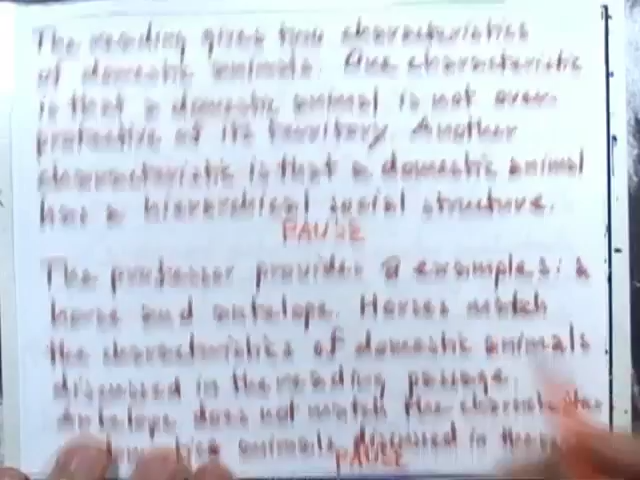 The reading gives two characteristics
of domestic animals. One characteristic
is that a domestic animal is not over
protective of its territory. Another
characteristic is that a domestic animal
has a hierarchical social structure.
PAUSE
The professor provides 2 examples: a
horse and antelope. Horses match
the characteristics of domestic animals
discussed in the reading passage.
Antelope does not match the
animals discussed in the
PAUSE